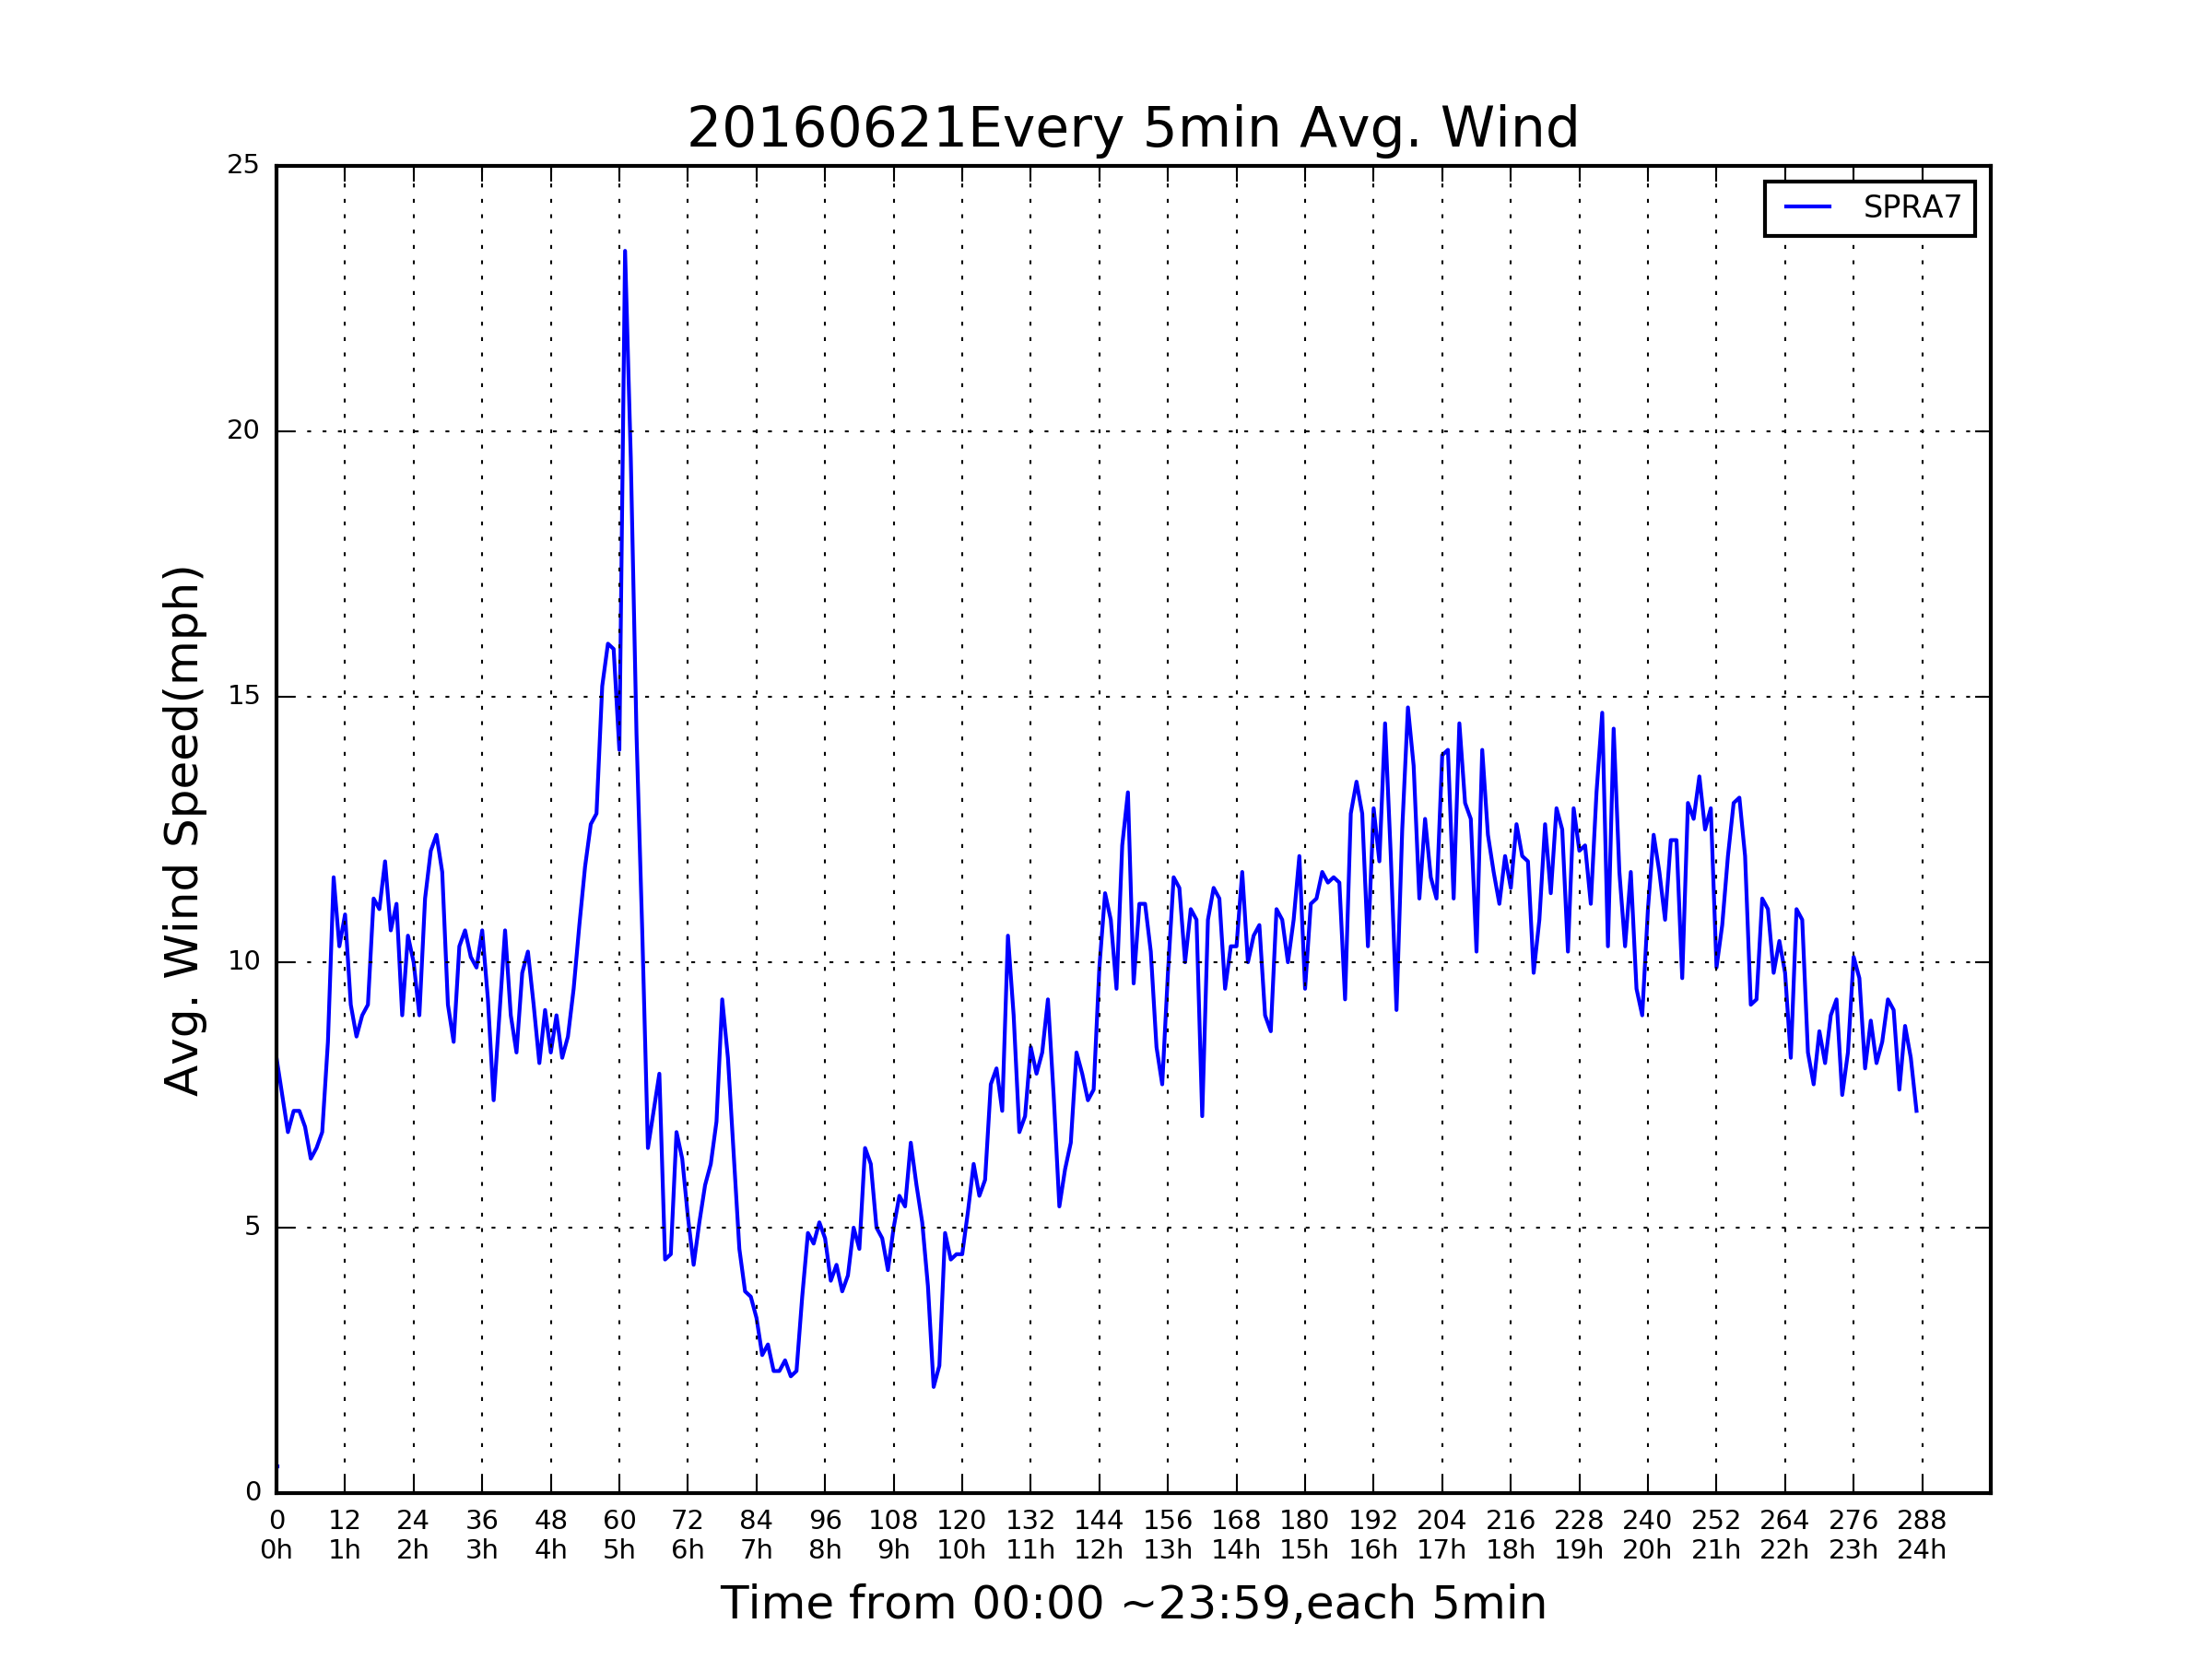 20160621Every 5min Avg. Wind
SPRA7
Avg. Wind Speed(mph)
25
20
15
10
5
0
0 12 24 36 48 60 72 84 96 108 120 132 144 156 168 180 192 204 216 228 240 252 264 276 288
0h 1h 2h 3h 4h 5h 6h 7h 8h 9h 10h 11h 12h 13h 14h 15h 16h 17h 18h 19h 20h 21h 22h 23h 24h
Time from 00:00 ~23:59,each 5min